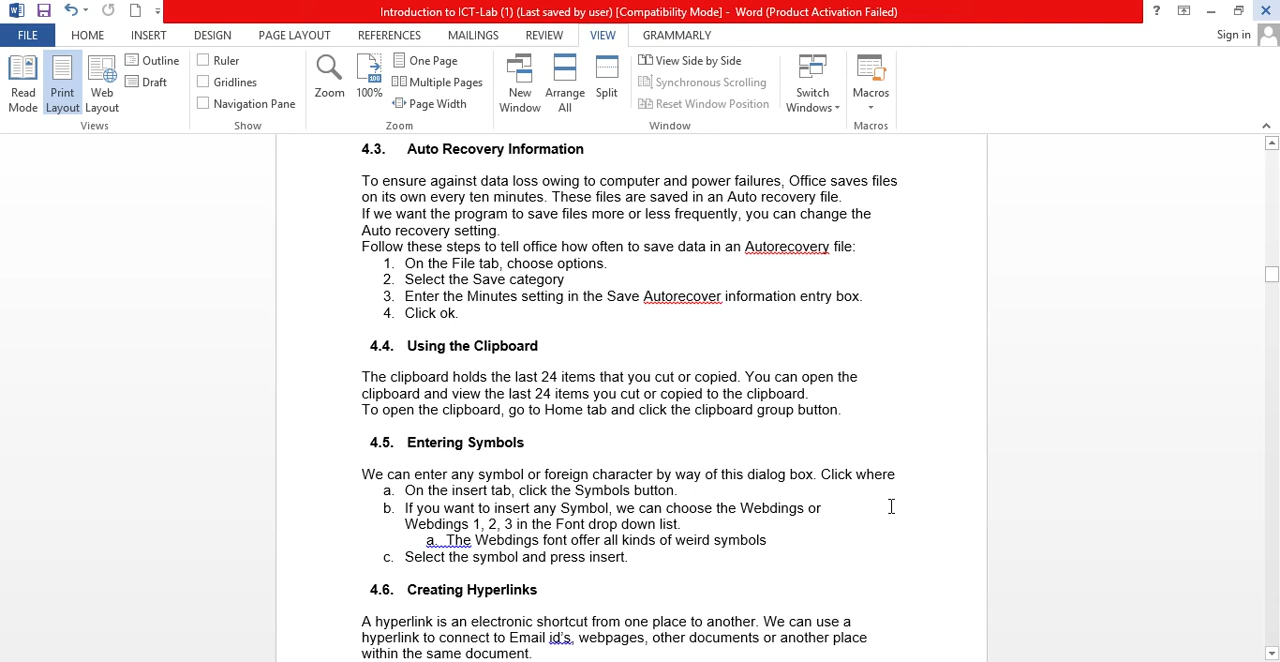 Introduction to ICT-Lab (1) (Last saved by user) [Compatibility Mode] - Word (Product Activation Failed)
FILE HOME INSERT DESIGN PAGE LAYOUT REFERENCES MAILINGS REVIEW VIEW GRAMMARLY Sign in
Read Mode
Print Layout
Web Layout
Outline
Draft
Views
Ruler
Gridlines
Navigation Pane
Show
Zoom
100%
One Page
Multiple Pages
Page Width
Zoom
New Window
Arrange All
Split
View Side by Side
Synchronous Scrolling
Reset Window Position
Window
Switch Windows
Macros
Macros
4.3. Auto Recovery Information
To ensure against data loss owing to computer and power failures, Office saves files
on its own every ten minutes. These files are saved in an Auto recovery file.
If we want the program to save files more or less frequently, you can change the
Auto recovery setting.
Follow these steps to tell office how often to save data in an Autorecovery file:
1. On the File tab, choose options.
2. Select the Save category
3. Enter the Minutes setting in the Save Autorecover information entry box.
4. Click ok.
4.4. Using the Clipboard
The clipboard holds the last 24 items that you cut or copied. You can open the
clipboard and view the last 24 items you cut or copied to the clipboard.
To open the clipboard, go to Home tab and click the clipboard group button.
4.5. Entering Symbols
We can enter any symbol or foreign character by way of this dialog box. Click where
a. On the insert tab, click the Symbols button.
b. If you want to insert any Symbol, we can choose the Webdings or
Webdings 1, 2, 3 in the Font drop down list.
a. The Webdings font offer all kinds of weird symbols
c. Select the symbol and press insert.
4.6. Creating Hyperlinks
A hyperlink is an electronic shortcut from one place to another. We can use a
hyperlink to connect to Email id's, webpages, other documents or another place
within the same document.